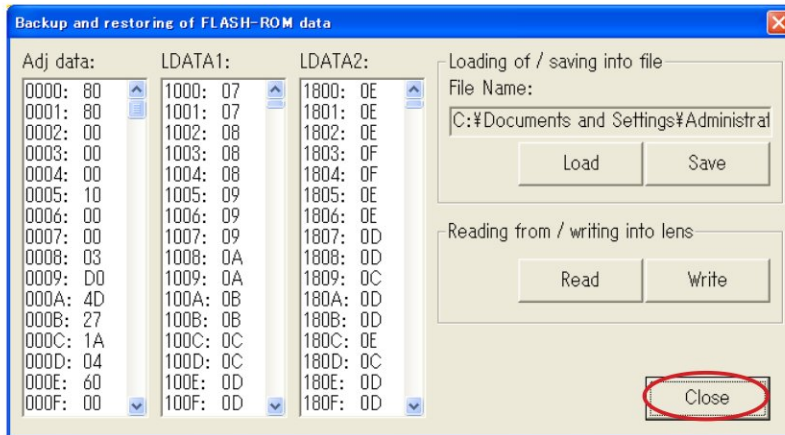 Backup and restoring of FLASH-ROM data
Adj data:
0000: 80
0001: 80
0002: 00
0003: 00
0004: 00
0005: 10
0006: 00
0007: 00
0008: 03
0009: D0
000A: 4D
000B: 27
000C: 1A
000D: 04
000E: 60
000F: 00
LDATA1:
1000: 07
1001: 07
1002: 08
1003: 08
1004: 08
1005: 09
1006: 09
1007: 09
1008: 0A
1009: 0A
100A: 0B
100B: 0B
100C: 0C
100D: 0C
100E: 0D
100F: 0D
LDATA2:
1800: 0E
1801: 0E
1802: 0E
1803: 0F
1804: 0F
1805: 0E
1806: 0E
1807: 0D
1808: 0D
1809: 0C
180A: 0D
180B: 0D
180C: 0E
180D: 0C
180E: 0D
180F: 0D
Loading of / saving into file
File Name:
C:¥Documents and Settings¥Administrat
Load
Save
Reading from / writing into lens
Read
Write
Close